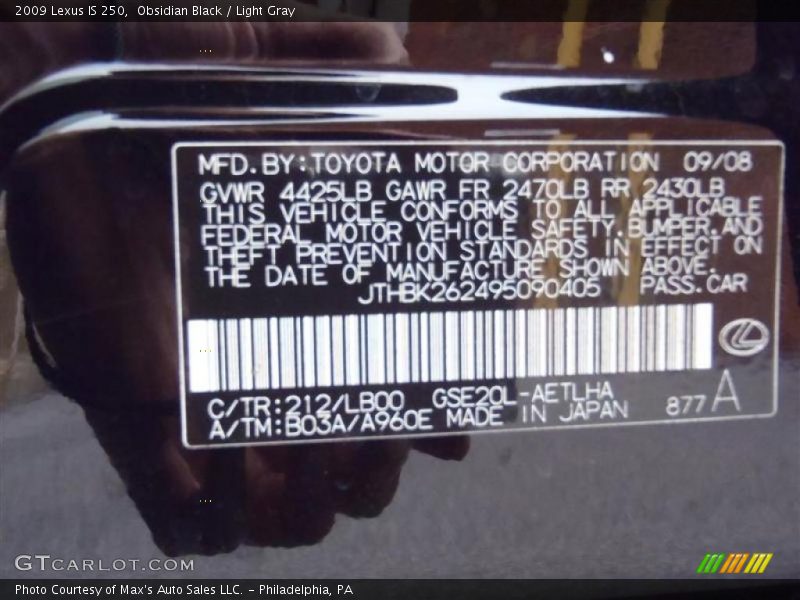 2009 Lexus IS 250,  Obsidian Black / Light Gray
MFD.BY:TOYOTA MOTOR CORPORATION 09/08
GVWR 4425LB GAWR FR 2470LB RR 2430LB
THIS VEHICLE CONFORMS TO ALL APPLICABLE
FEDERAL MOTOR VEHICLE SAFETY.BUMPER.AND
THEFT PREVENTION STANDARDS IN EFFECT ON
THE DATE OF MANUFACTURE SHOWN ABOVE.
JTHBK262495090405 PASS.CAR
C/TR:212/LB00 GSE20L-AETLHA
A/TM:B03A/A960E MADE IN JAPAN 877A
GTCARLOT.COM
Photo Courtesy of Max's Auto Sales LLC. – Philadelphia, PA